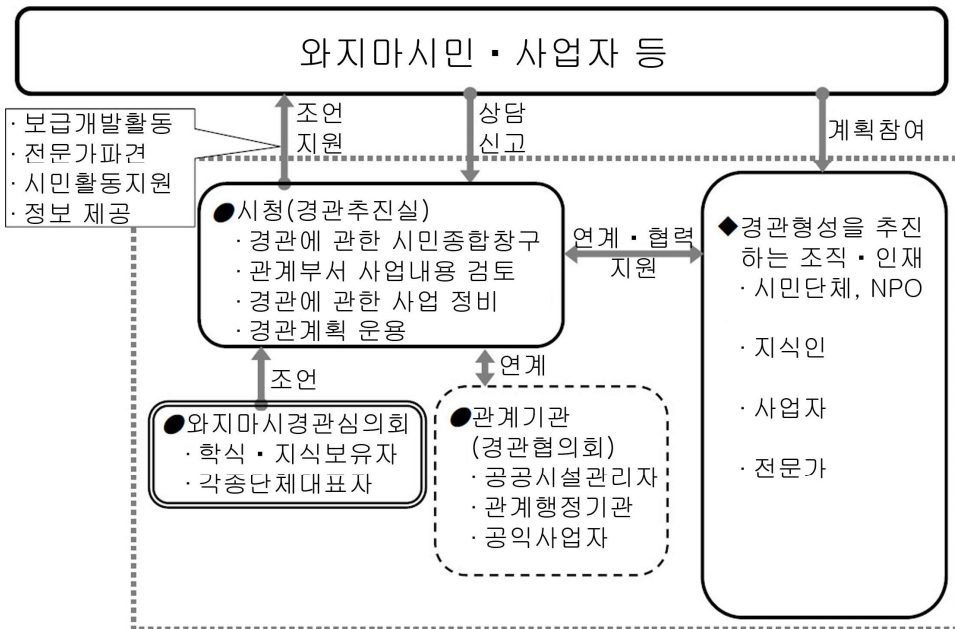 와지마시민・사업자 등
· 보급개발활동
· 전문가파견
· 시민활동지원
· 정보 제공
조언
지원
상담
신고
계획참여
●시청(경관추진실)
· 경관에 관한 시민종합창구
· 관계부서 사업내용 검토
· 경관에 관한 사업 정비
· 경관계획 운용
연계・협력
지원
◆경관형성을 추진
하는 조직・인재
· 시민단체, NPO
· 지식인
· 사업자
· 전문가
조언
연계
●와지마시경관심의회
· 학식・지식보유자
· 각종단체대표자
●관계기관
(경관협의회)
· 공공시설관리자
· 관계행정기관
· 공익사업자